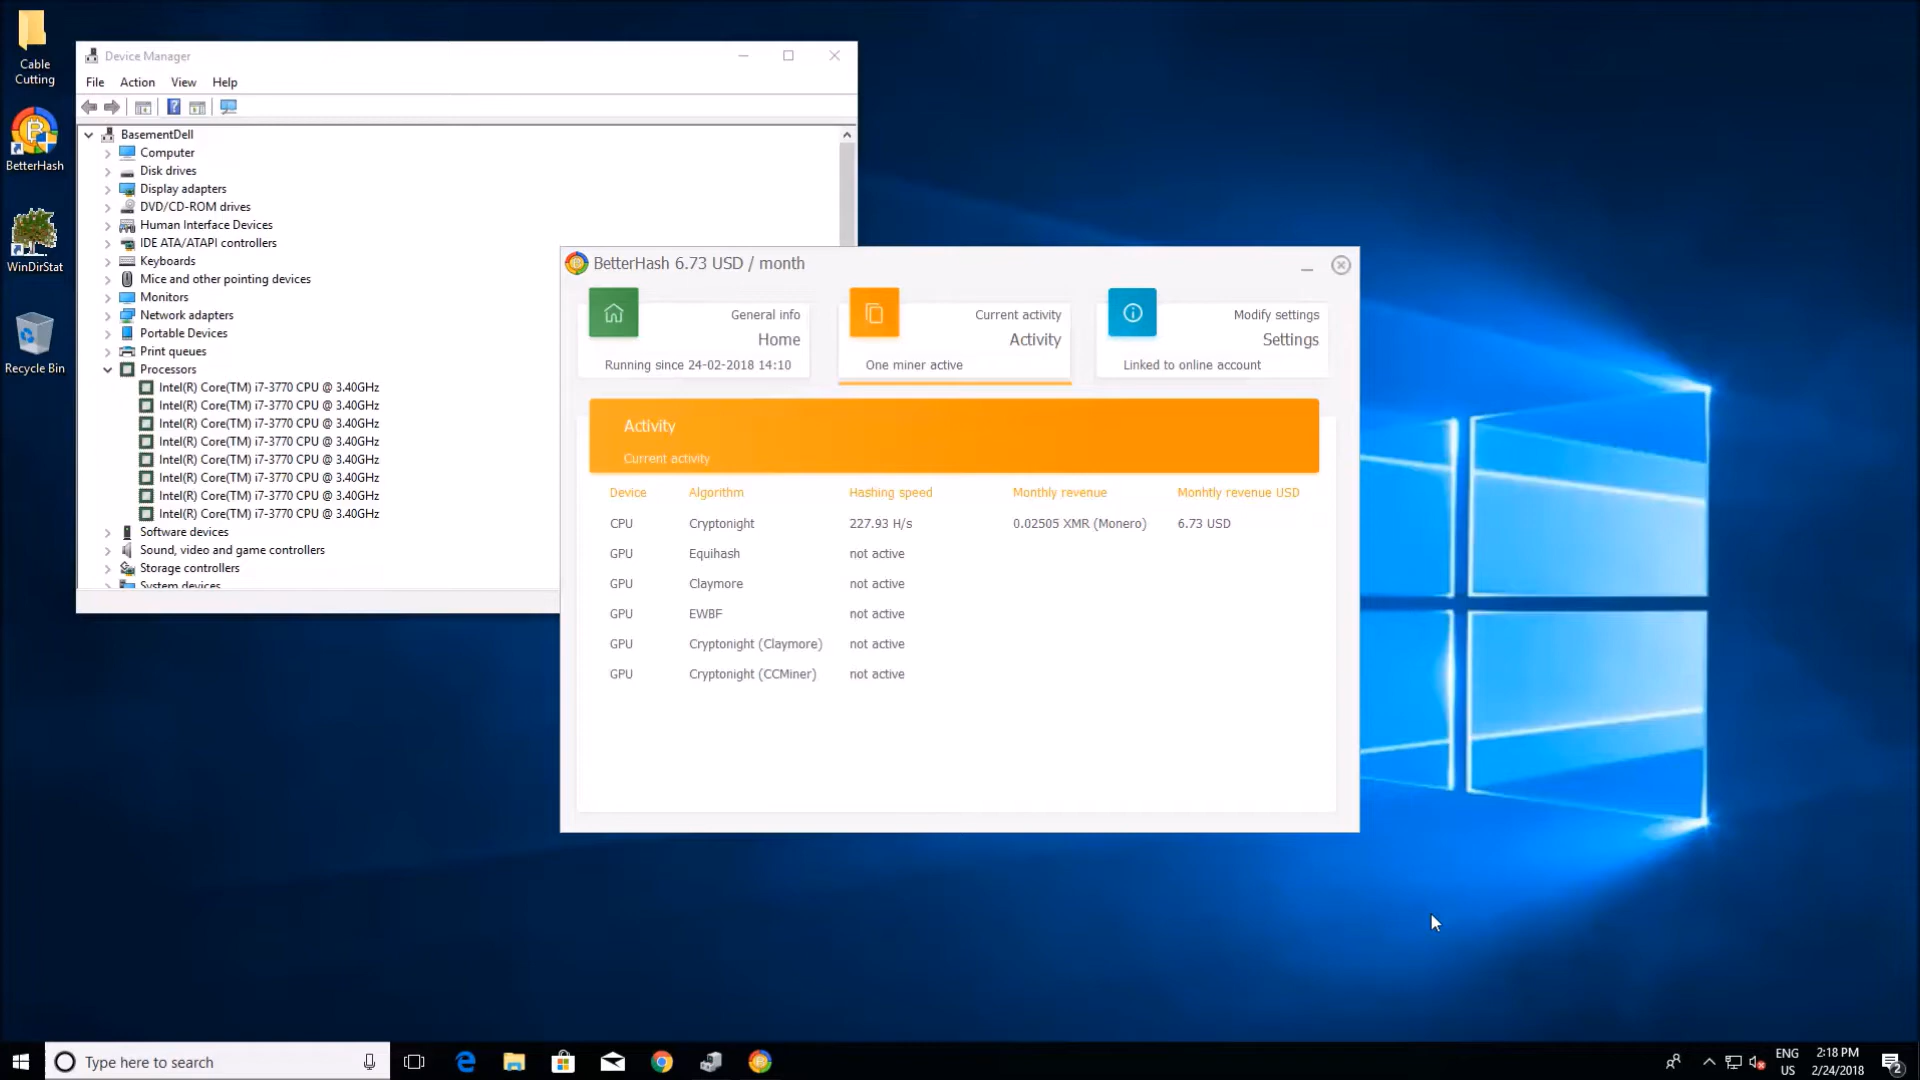 Cable
Cutting
BetterHash
WinDirStat
Recycle Bin
Device Manager
File Action View Help
BasementDell
Computer
Disk drives
Display adapters
DVD/CD-ROM drives
Human Interface Devices
IDE ATA/ATAPI controllers
Keyboards
Mice and other pointing devices
Monitors
Network adapters
Portable Devices
Print queues
Processors
Intel(R) Core(TM) i7-3770 CPU @ 3.40GHz
Intel(R) Core(TM) i7-3770 CPU @ 3.40GHz
Intel(R) Core(TM) i7-3770 CPU @ 3.40GHz
Intel(R) Core(TM) i7-3770 CPU @ 3.40GHz
Intel(R) Core(TM) i7-3770 CPU @ 3.40GHz
Intel(R) Core(TM) i7-3770 CPU @ 3.40GHz
Intel(R) Core(TM) i7-3770 CPU @ 3.40GHz
Intel(R) Core(TM) i7-3770 CPU @ 3.40GHz
Software devices
Sound, video and game controllers
Storage controllers
System devices
BetterHash 6.73 USD / month
General info
Home
Running since 24-02-2018 14:10
Current activity
Activity
One miner active
Modify settings
Settings
Linked to online account
Activity
Current activity
Device Algorithm Hashing speed Monthly revenue Monhtly revenue USD
CPU Cryptonight 227.93 H/s 0.02505 XMR (Monero) 6.73 USD
GPU Equihash not active
GPU Claymore not active
GPU EWBF not active
GPU Cryptonight (Claymore) not active
GPU Cryptonight (CCMiner) not active
Type here to search
ENG
US
2:18 PM
2/24/2018
2